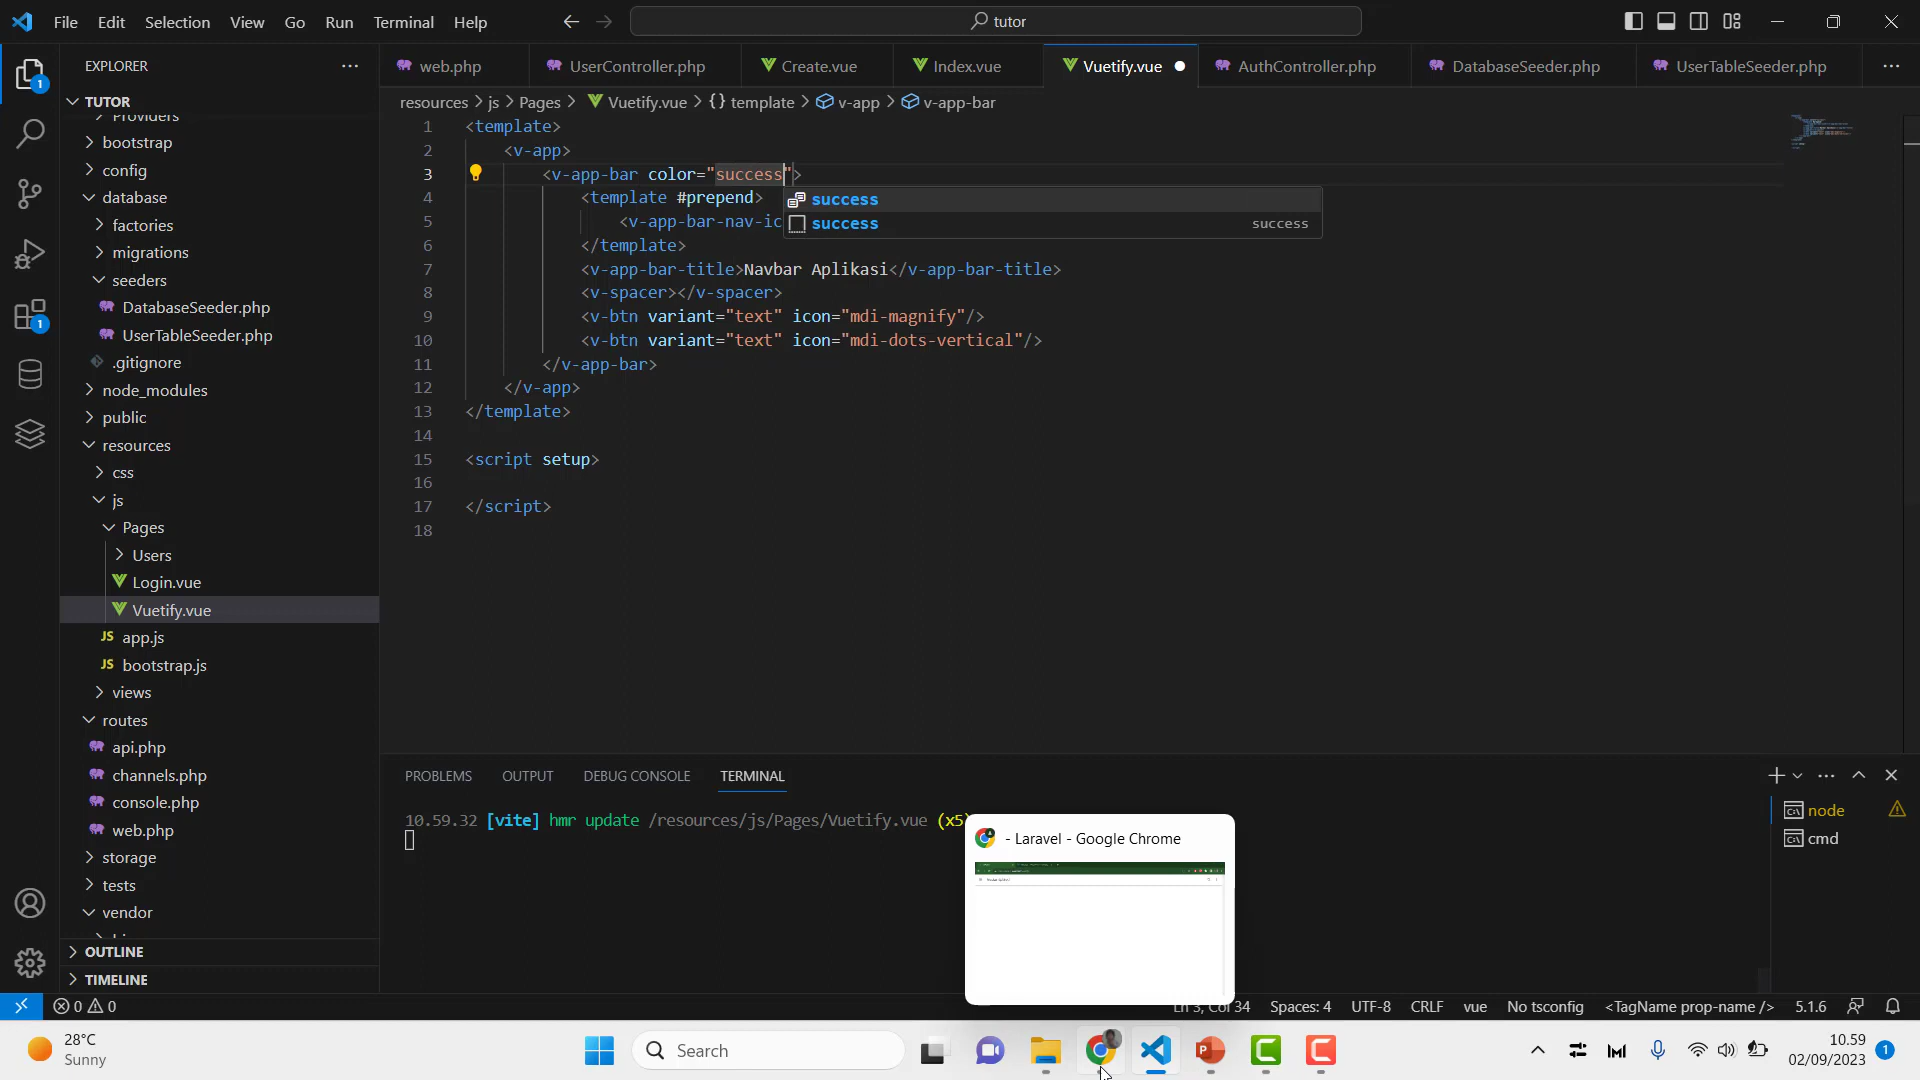 File Edit Selection View Go Run Terminal Help
tutor
EXPLORER
TUTOR
Providers
bootstrap
config
database
factories
migrations
seeders
DatabaseSeeder.php
UserTableSeeder.php
.gitignore
node_modules
public
resources
css
js
Pages
Users
Login.vue
Vuetify.vue
app.js
bootstrap.js
views
routes
api.php
channels.php
console.php
web.php
storage
tests
vendor
OUTLINE
TIMELINE
web.php UserController.php Create.vue Index.vue Vuetify.vue AuthController.php DatabaseSeeder.php UserTableSeeder.php
resources > js > Pages > Vuetify.vue > {} template > v-app > v-app-bar
1 <template>
2 <v-app>
3 <v-app-bar color="success">
4 <template #prepend>
5 <v-app-bar-nav-ic
6 </template>
7 <v-app-bar-title>Navbar Aplikasi</v-app-bar-title>
8 <v-spacer></v-spacer>
9 <v-btn variant="text" icon="mdi-magnify"/>
10 <v-btn variant="text" icon="mdi-dots-vertical"/>
11 </v-app-bar>
12 </v-app>
13 </template>
14
15 <script setup>
16
17 </script>
18
success
success success
PROBLEMS OUTPUT DEBUG CONSOLE TERMINAL
10.59.32 [vite] hmr update /resources/js/Pages/Vuetify.vue (x5)
node
cmd
- Laravel - Google Chrome
0 0
Ln 3, Col 34 Spaces: 4 UTF-8 CRLF vue No tsconfig <TagName prop-name /> 5.1.6
28°C
Sunny
Search
10.59
02/09/2023
1